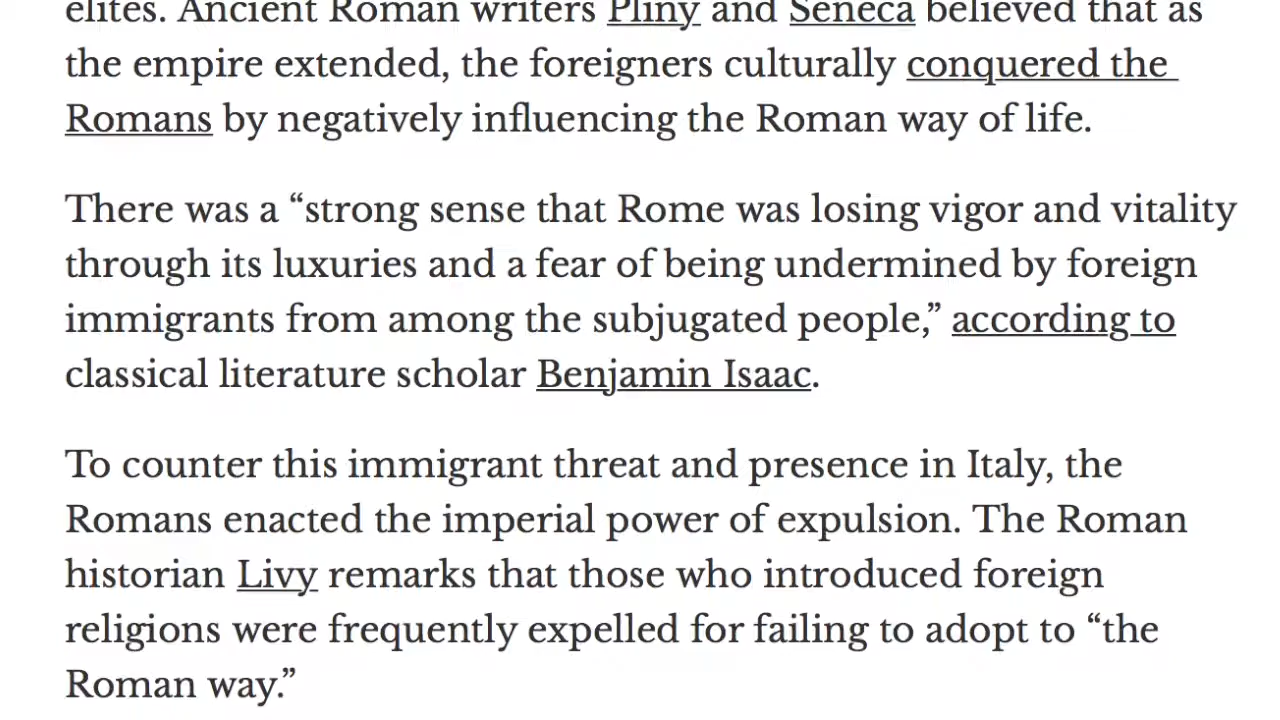 elites. Ancient Roman writers Pliny and Seneca believed that as
the empire extended, the foreigners culturally conquered the
Romans by negatively influencing the Roman way of life.
There was a “strong sense that Rome was losing vigor and vitality
through its luxuries and a fear of being undermined by foreign
immigrants from among the subjugated people,” according to
classical literature scholar Benjamin Isaac.
To counter this immigrant threat and presence in Italy, the
Romans enacted the imperial power of expulsion. The Roman
historian Livy remarks that those who introduced foreign
religions were frequently expelled for failing to adopt to “the
Roman way.”